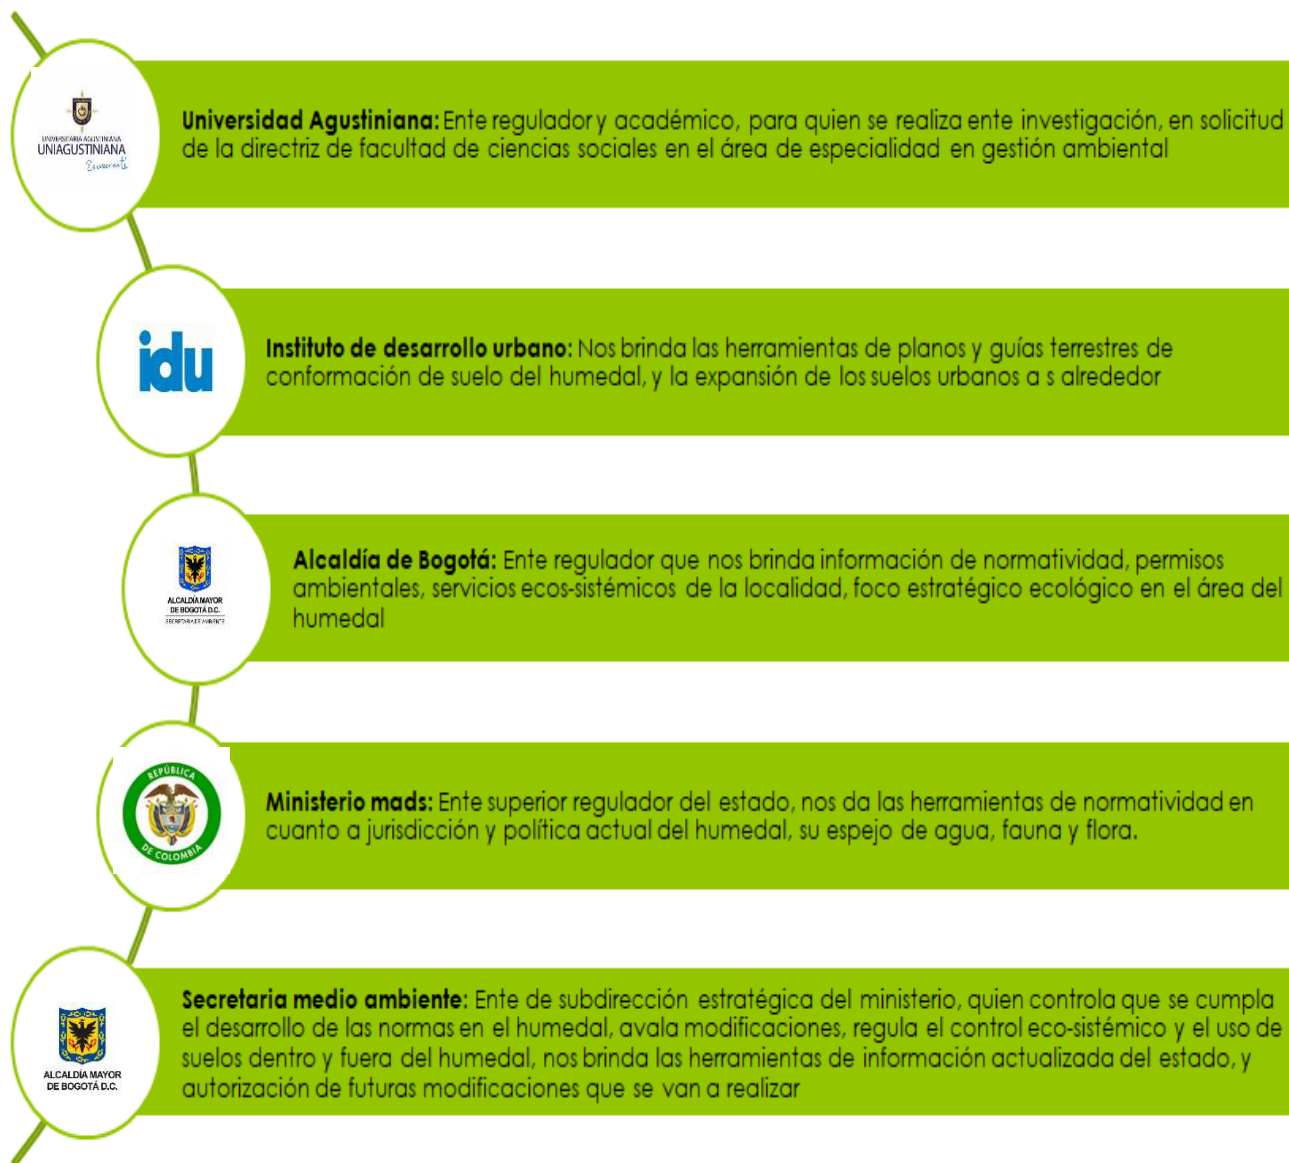 UNIVERSITARIA AGUSTINIANA
UNIAGUSTINIANA
Universidad Agustiniana: Ente regulador y académico, para quien se realiza ente investigación, en solicitud
de la directriz de facultad de ciencias sociales en el área de especialidad en gestión ambiental
idu
Instituto de desarrollo urbano: Nos brinda las herramientas de planos y guías terrestres de
conformación de suelo del humedal, y la expansión de los suelos urbanos a s alrededor
ALCALDÍA MAYOR
DE BOGOTÁ D.C.
SECRETARÍA DE AMBIENTE
Alcaldía de Bogotá: Ente regulador que nos brinda información de normatividad, permisos
ambientales, servicios ecos-sistémicos de la localidad, foco estratégico ecológico en el área del
humedal
REPÚBLICA
DE COLOMBIA
Ministerio mads: Ente superior regulador del estado, nos da las herramientas de normatividad en
cuanto a jurisdicción y política actual del humedal, su espejo de agua, fauna y flora.
ALCALDÍA MAYOR
DE BOGOTÁ D.C.
Secretaria medio ambiente: Ente de subdirección estratégica del ministerio, quien controla que se cumpla
el desarrollo de las normas en el humedal, avala modificaciones, regula el control eco-sistémico y el uso de
suelos dentro y fuera del humedal, nos brinda las herramientas de información actualizada del estado, y
autorización de futuras modificaciones que se van a realizar